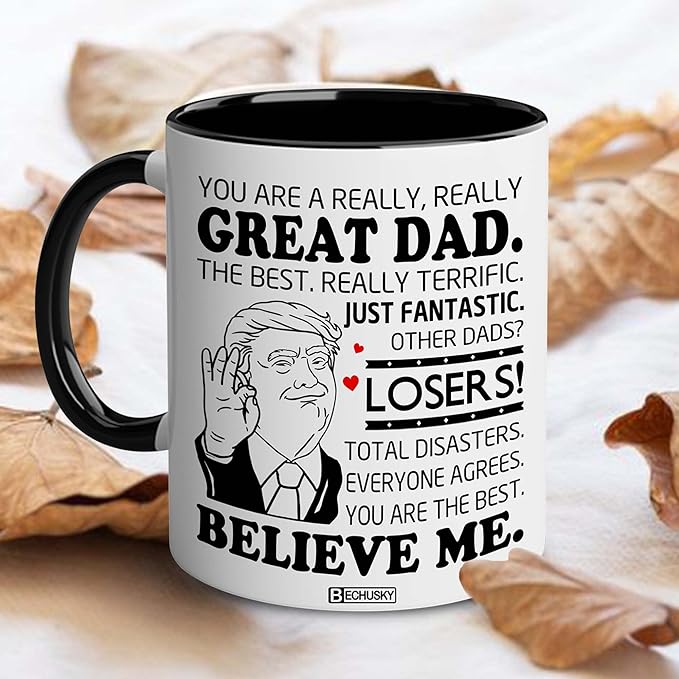 YOU ARE A REALLY, REALLY
GREAT DAD.
THE BEST. REALLY TERRIFIC.
JUST FANTASTIC.
OTHER DADS?
LOSERS!
TOTAL DISASTERS.
EVERYONE AGREES.
YOU ARE THE BEST.
BELIEVE ME.
BECHUSKY